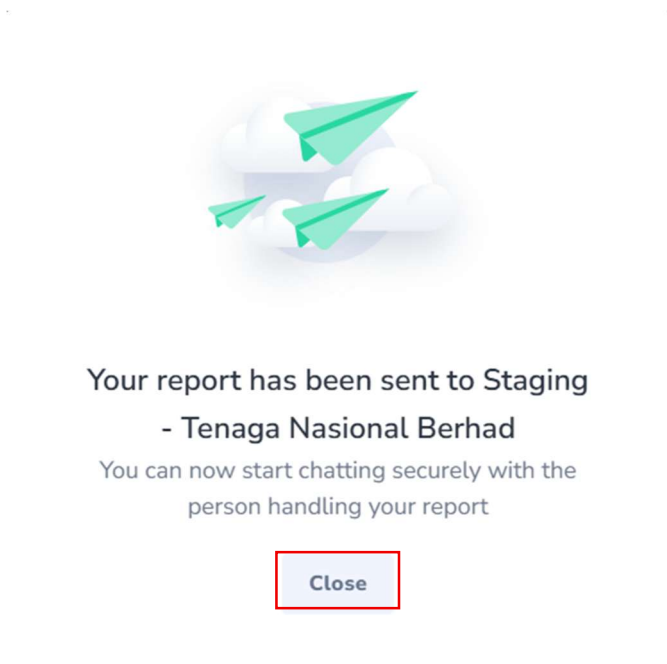 Your report has been sent to Staging
- Tenaga Nasional Berhad
You can now start chatting securely with the
person handling your report
Close